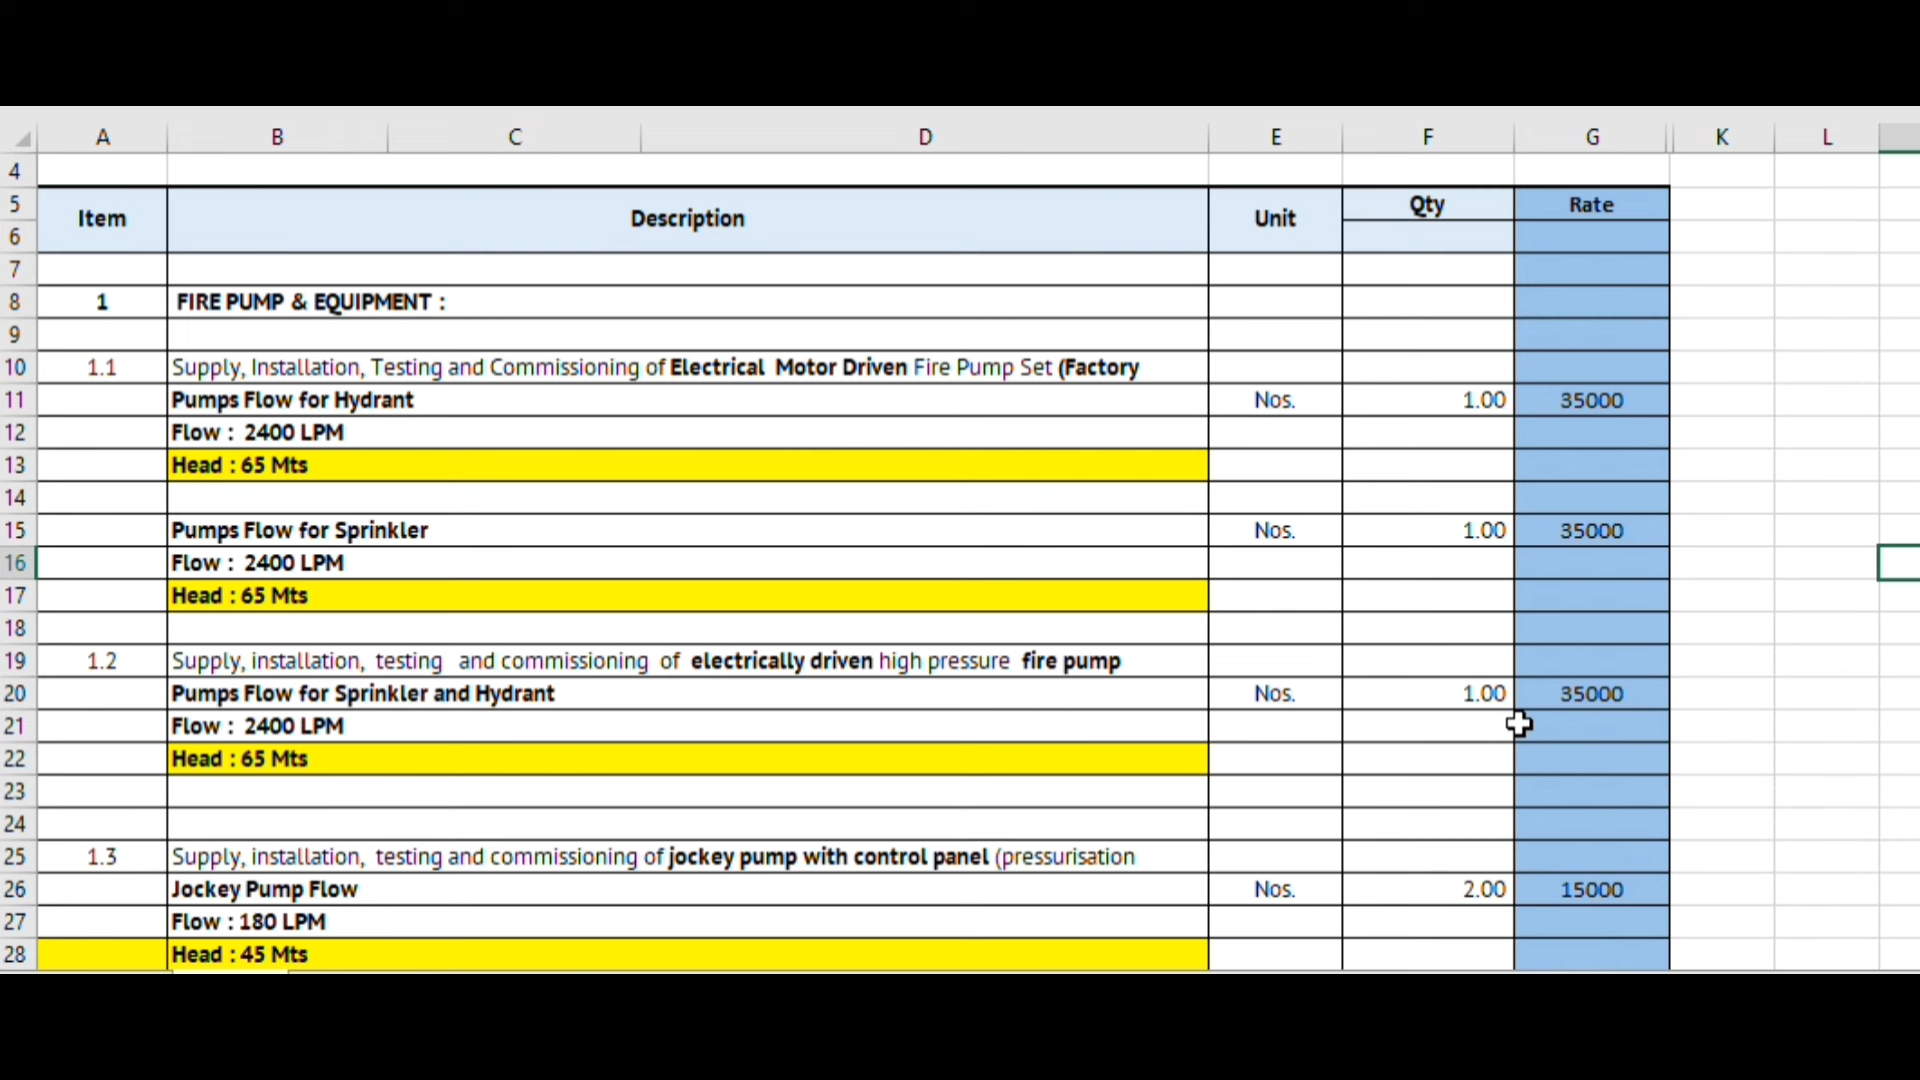 A B C D E F G K L
4
5 Item Description Unit Qty Rate
6
7
8 1 FIRE PUMP & EQUIPMENT :
9
10 1.1 Supply, Installation, Testing and Commissioning of Electrical Motor Driven Fire Pump Set (Factory
11 Pumps Flow for Hydrant Nos. 1.00 35000
12 Flow : 2400 LPM
13 Head : 65 Mts
14
15 Pumps Flow for Sprinkler Nos. 1.00 35000
16 Flow : 2400 LPM
17 Head : 65 Mts
18
19 1.2 Supply, installation, testing and commissioning of electrically driven high pressure fire pump
20 Pumps Flow for Sprinkler and Hydrant Nos. 1.00 35000
21 Flow : 2400 LPM
22 Head : 65 Mts
23
24
25 1.3 Supply, installation, testing and commissioning of jockey pump with control panel (pressurisation
26 Jockey Pump Flow Nos. 2.00 15000
27 Flow : 180 LPM
28 Head : 45 Mts